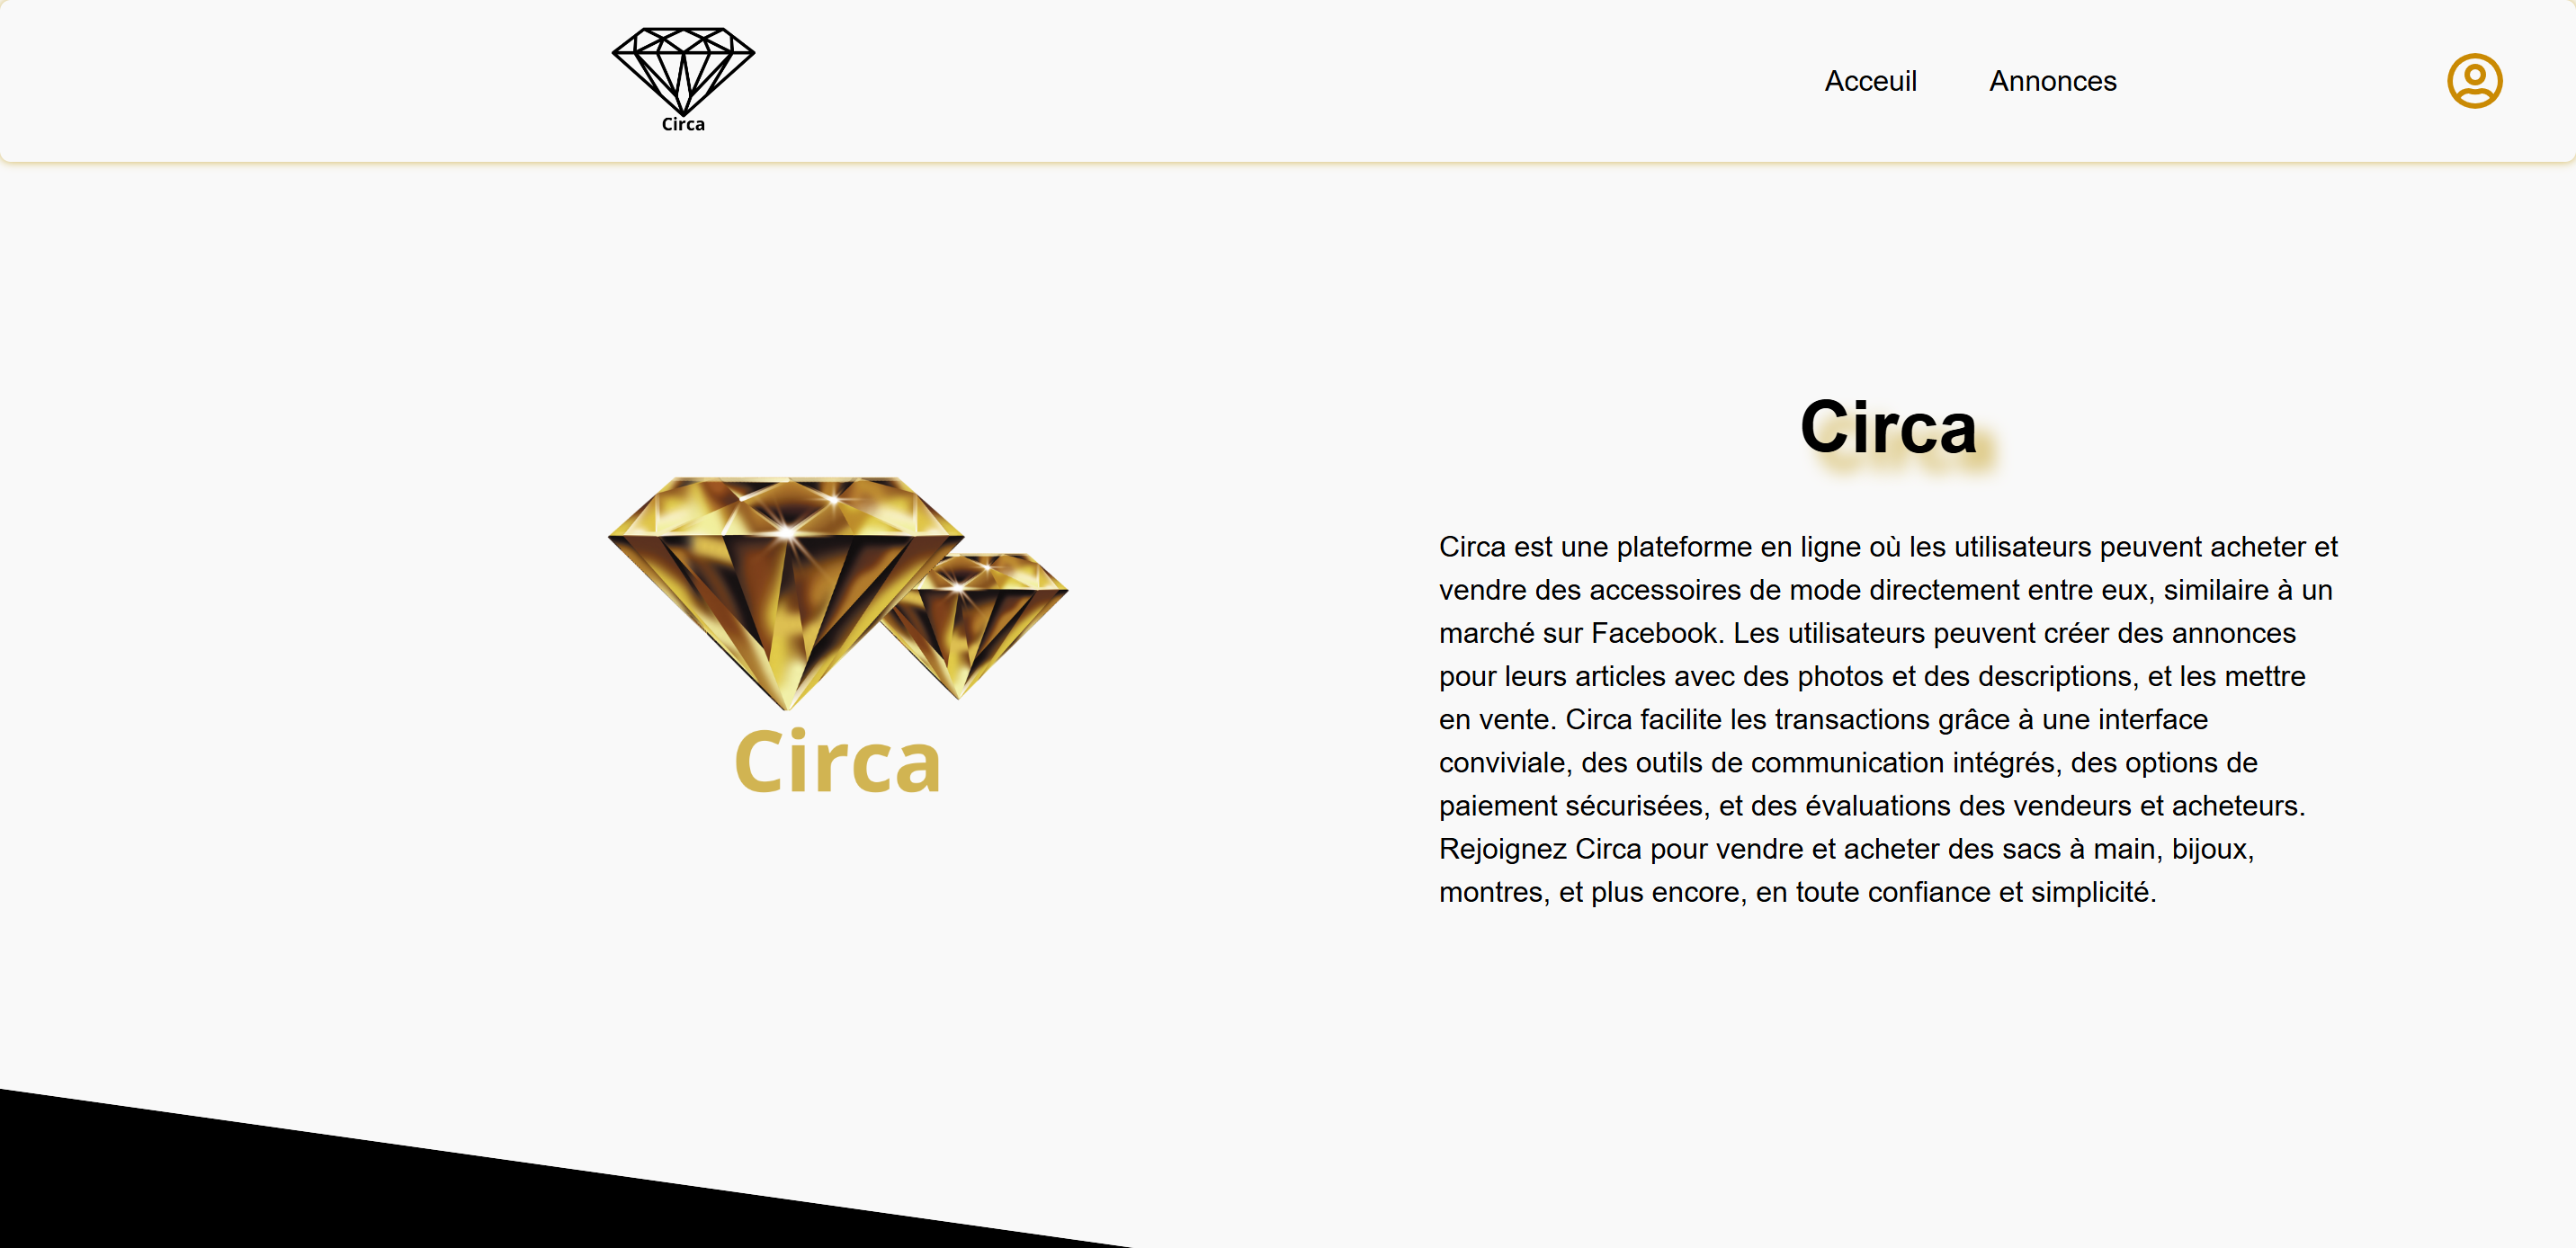 Circa
Acceuil
Annonces
Circa
Circa
Circa est une plateforme en ligne où les utilisateurs peuvent acheter et
vendre des accessoires de mode directement entre eux, similaire à un
marché sur Facebook. Les utilisateurs peuvent créer des annonces
pour leurs articles avec des photos et des descriptions, et les mettre
en vente. Circa facilite les transactions grâce à une interface
conviviale, des outils de communication intégrés, des options de
paiement sécurisées, et des évaluations des vendeurs et acheteurs.
Rejoignez Circa pour vendre et acheter des sacs à main, bijoux,
montres, et plus encore, en toute confiance et simplicité.